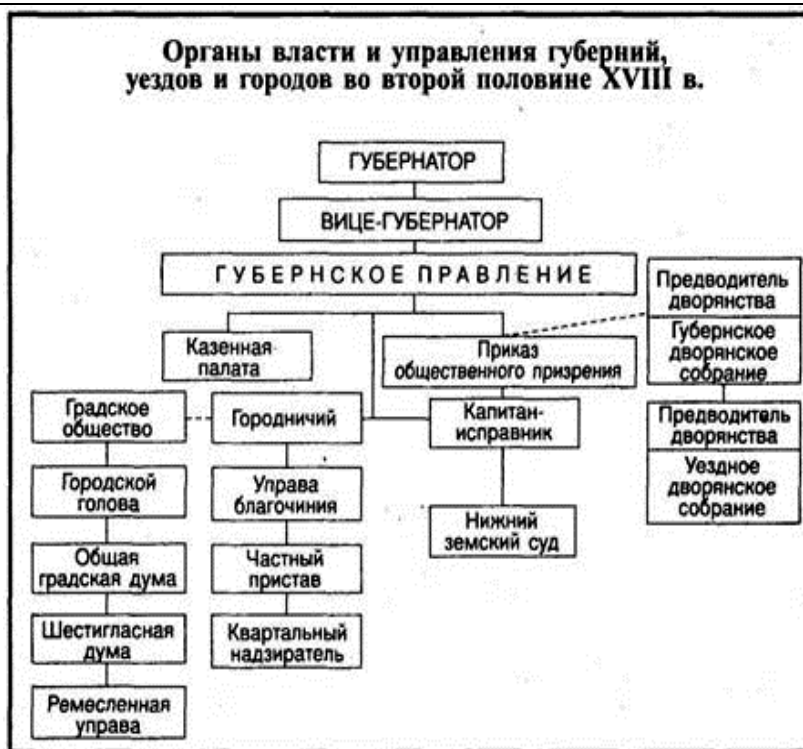 Органы власти и управления губерний,
уездов и городов во второй половине XVIII в.
ГУБЕРНАТОР
ВИЦЕ-ГУБЕРНАТОР
ГУБЕРНСКОЕ ПРАВЛЕНИЕ
Предводитель
дворянства
Губернское
дворянское
собрание
Казенная
палата
Приказ
общественного призрения
Градское
общество
Городничий
Капитан-
исправник
Предводитель
дворянства
Уездное
дворянское
собрание
Городской
голова
Управа
благочиния
Нижний
земский суд
Общая
градская дума
Частный
пристав
Шестигласная
дума
Квартальный
надзиратель
Ремесленная
управа